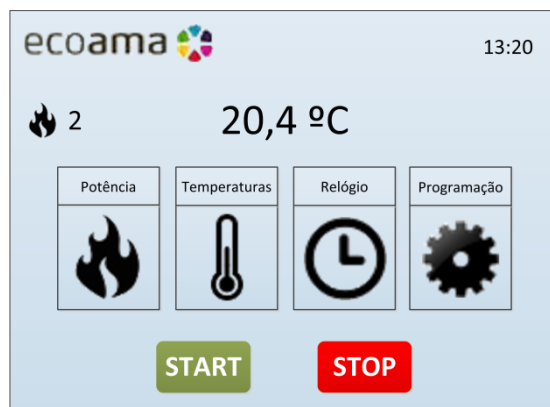 ecoama
13:20
2
20,4 ºC
Potência
Temperaturas
Relógio
Programação
START
STOP